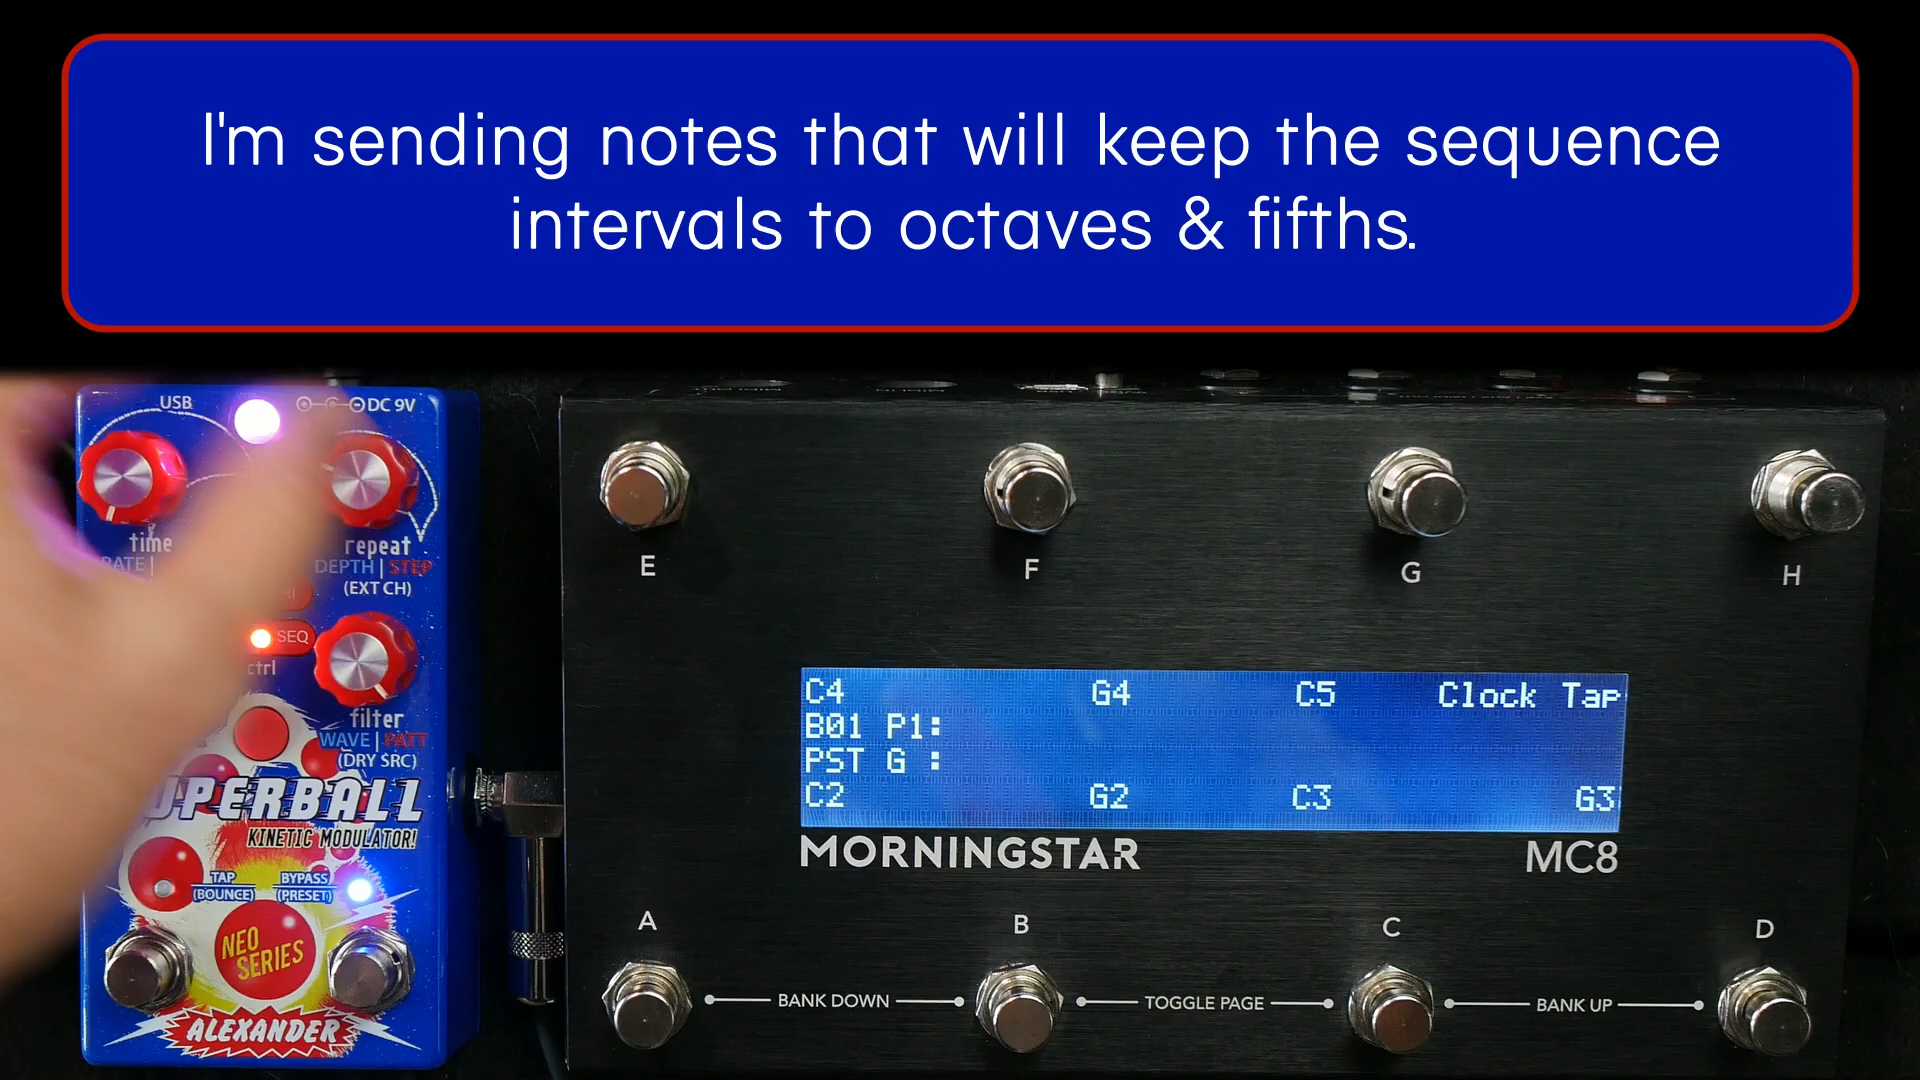 I'm sending notes that will keep the sequence
intervals to octaves & fifths.
USB
DC 9V
time
repeat
DEPTH | STEP
(EXT CH)
SEQ
ctrl
filter
WAVE | PATT
(DRY SRC)
UPERBALL
KINETIC MODULATOR!
TAP
(BOUNCE)
BYPASS
(PRESET)
NEO
SERIES
ALEXANDER
E
F
G
H
C4 G4 C5 Clock Tap
B01 P1:
PST G :
C2 G2 C3 G3
MORNINGSTAR
MC8
A
B
C
D
BANK DOWN
TOGGLE PAGE
BANK UP